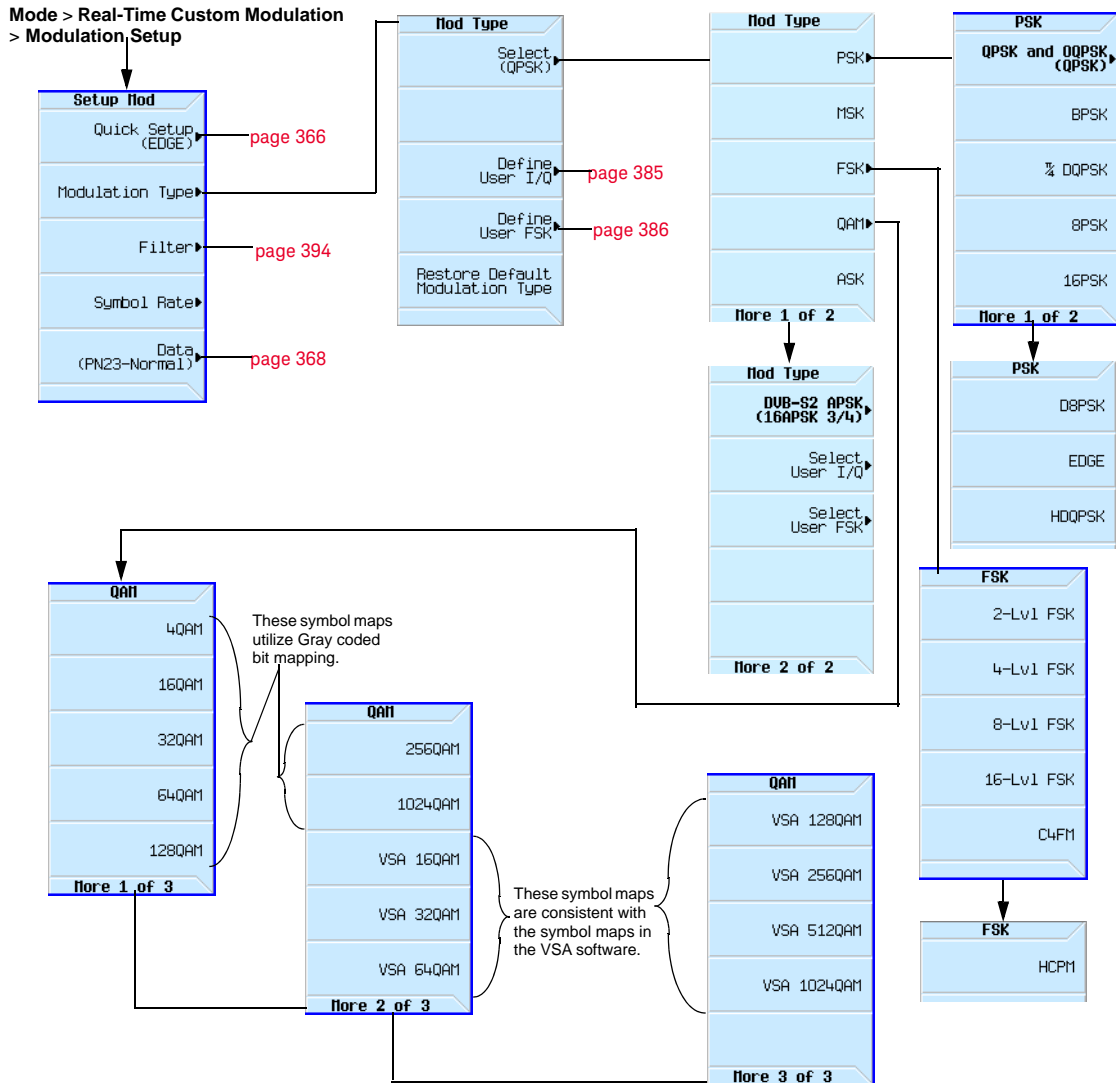 Mode > Real-Time Custom Modulation
> Modulation Setup
Setup Mod
Quick Setup
(EDGE)
page 366
Modulation Type
Filter
page 394
Symbol Rate
Data
(PN23-Normal)
page 368
Mod Type
Select
(QPSK)
Define
User I/Q
page 385
Define
User FSK
page 386
Restore Default
Modulation Type
Mod Type
PSK
MSK
FSK
QAM
ASK
More 1 of 2
PSK
QPSK and OQPSK
(QPSK)
BPSK
π/4 DQPSK
8PSK
16PSK
More 1 of 2
Mod Type
DVB-S2 APSK
(16APSK 3/4)
Select
User I/Q
Select
User FSK
More 2 of 2
PSK
D8PSK
EDGE
HDQPSK
QAM
4QAM
16QAM
32QAM
64QAM
128QAM
More 1 of 3
These symbol maps
utilize Gray coded
bit mapping.
QAM
256QAM
1024QAM
VSA 16QAM
VSA 32QAM
VSA 64QAM
More 2 of 3
These symbol maps
are consistent with
the symbol maps in
the VSA software.
QAM
VSA 128QAM
VSA 256QAM
VSA 512QAM
VSA 1024QAM
More 3 of 3
FSK
2-Lvl FSK
4-Lvl FSK
8-Lvl FSK
16-Lvl FSK
C4FM
FSK
HCPM